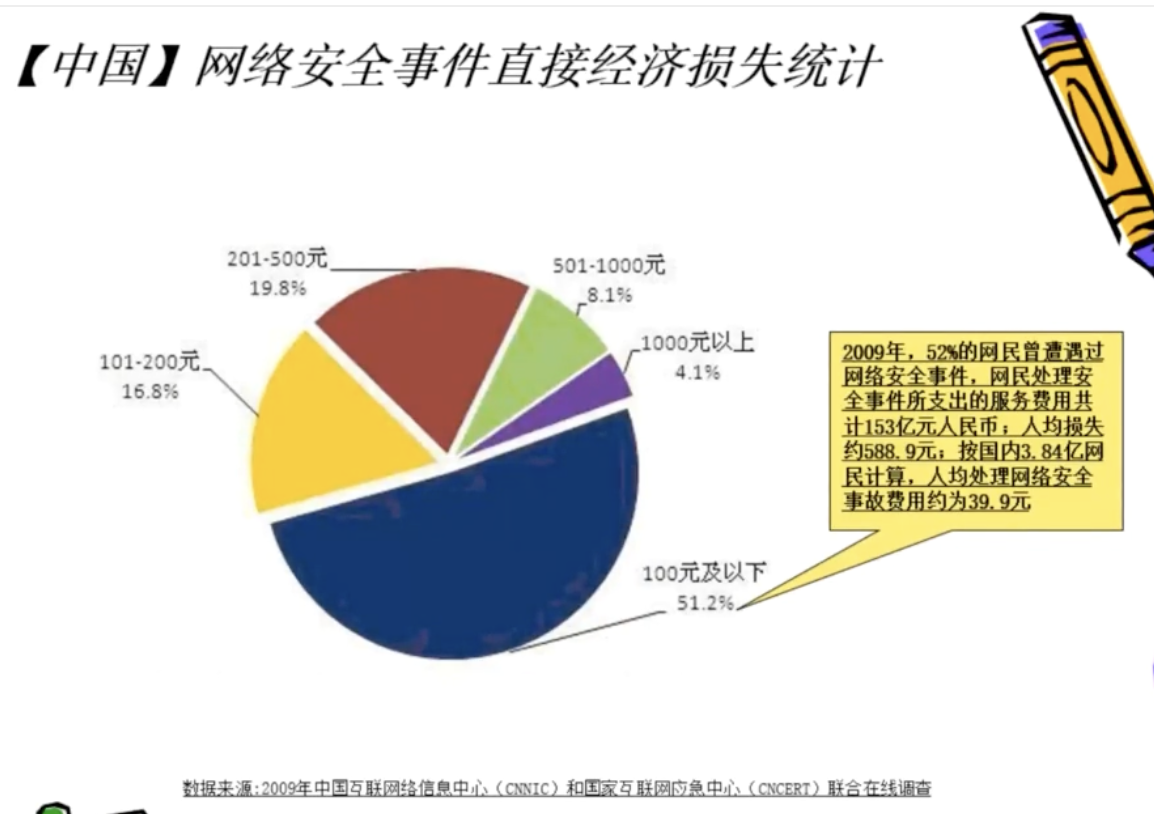 【中国】网络安全事件直接经济损失统计
201-500元
19.8%
501-1000元
8.1%
1000元以上
4.1%
101-200元
16.8%
2009年，52%的网民曾遭遇过
网络安全事件，网民处理安
全事件所支出的服务费用共
计153亿元人民币；人均损失
约588.9元；按国内3.84亿网
民计算，人均处理网络安全
事故费用约为39.9元
100元及以下
51.2%
数据来源:2009年中国互联网络信息中心（CNNIC）和国家互联网应急中心（CNCERT）联合在线调查